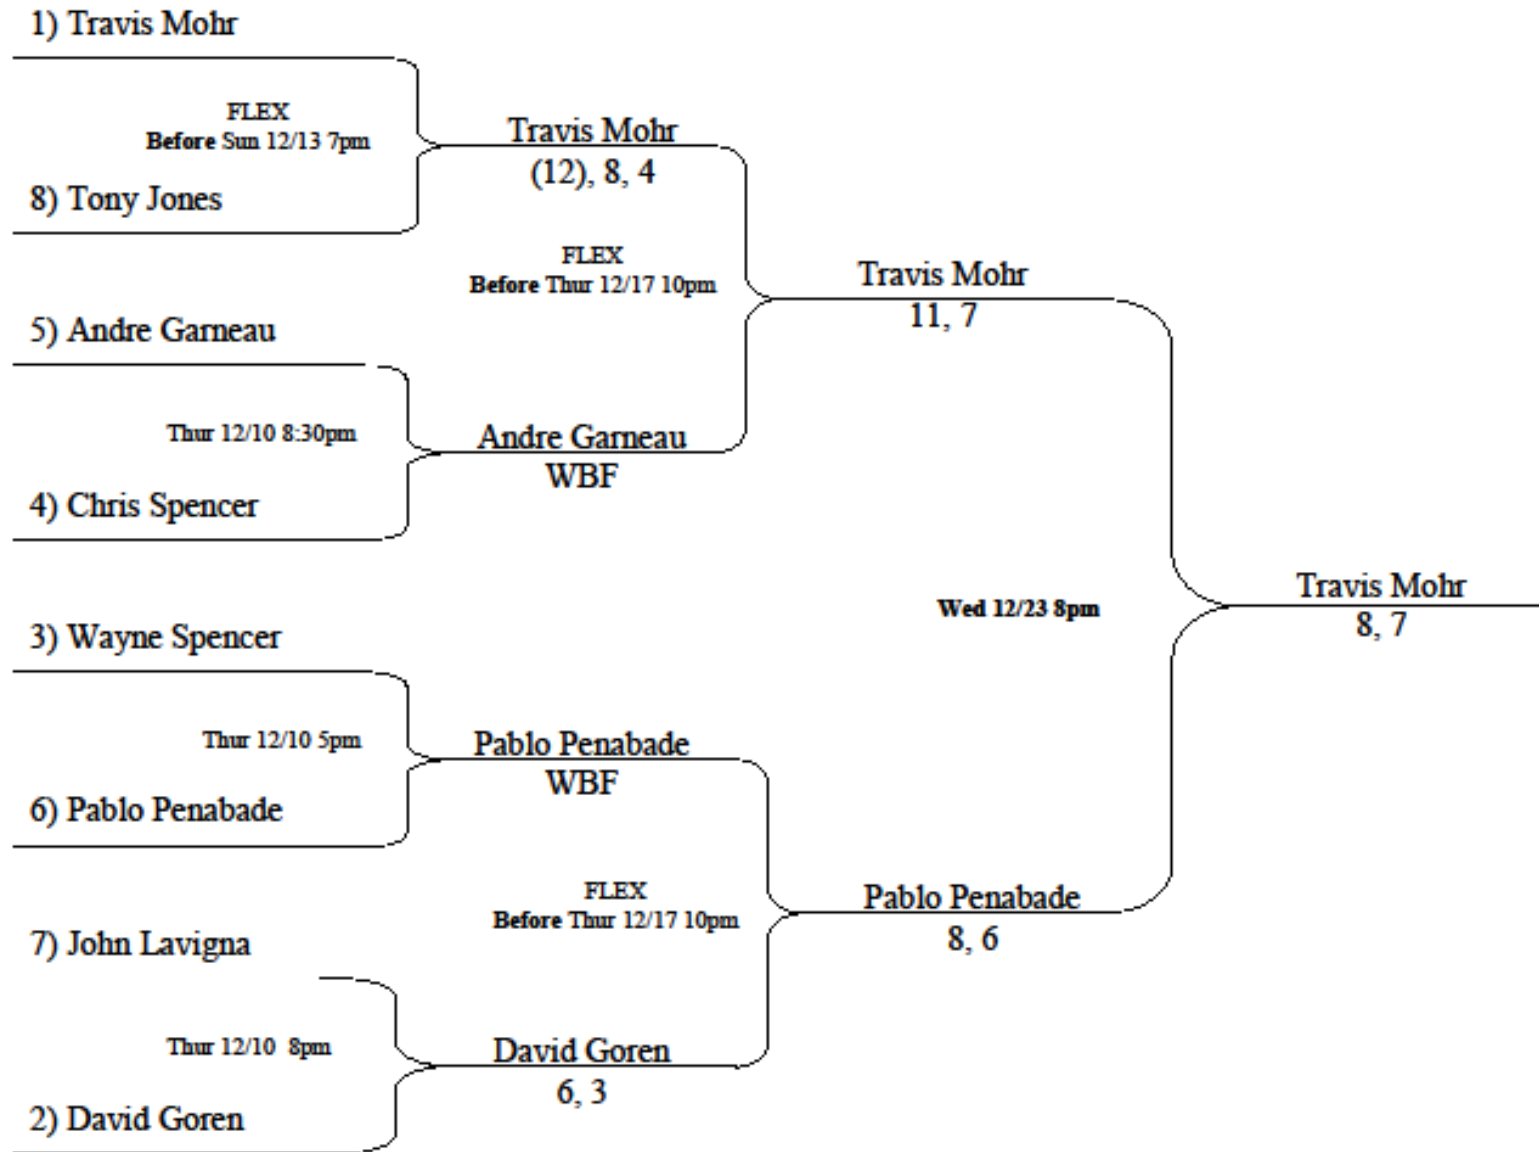 1) Travis Mohr
FLEX
Before Sun 12/13 7pm
8) Tony Jones
Travis Mohr
(12), 8, 4
FLEX
Before Thur 12/17 10pm
5) Andre Garneau
Thur 12/10 8:30pm
4) Chris Spencer
Andre Garneau
WBF
Travis Mohr
11, 7
3) Wayne Spencer
Thur 12/10 5pm
6) Pablo Penabade
Pablo Penabade
WBF
FLEX
Before Thur 12/17 10pm
7) John Lavigna
Thur 12/10 8pm
2) David Goren
David Goren
6, 3
Pablo Penabade
8, 6
Wed 12/23 8pm
Travis Mohr
8, 7